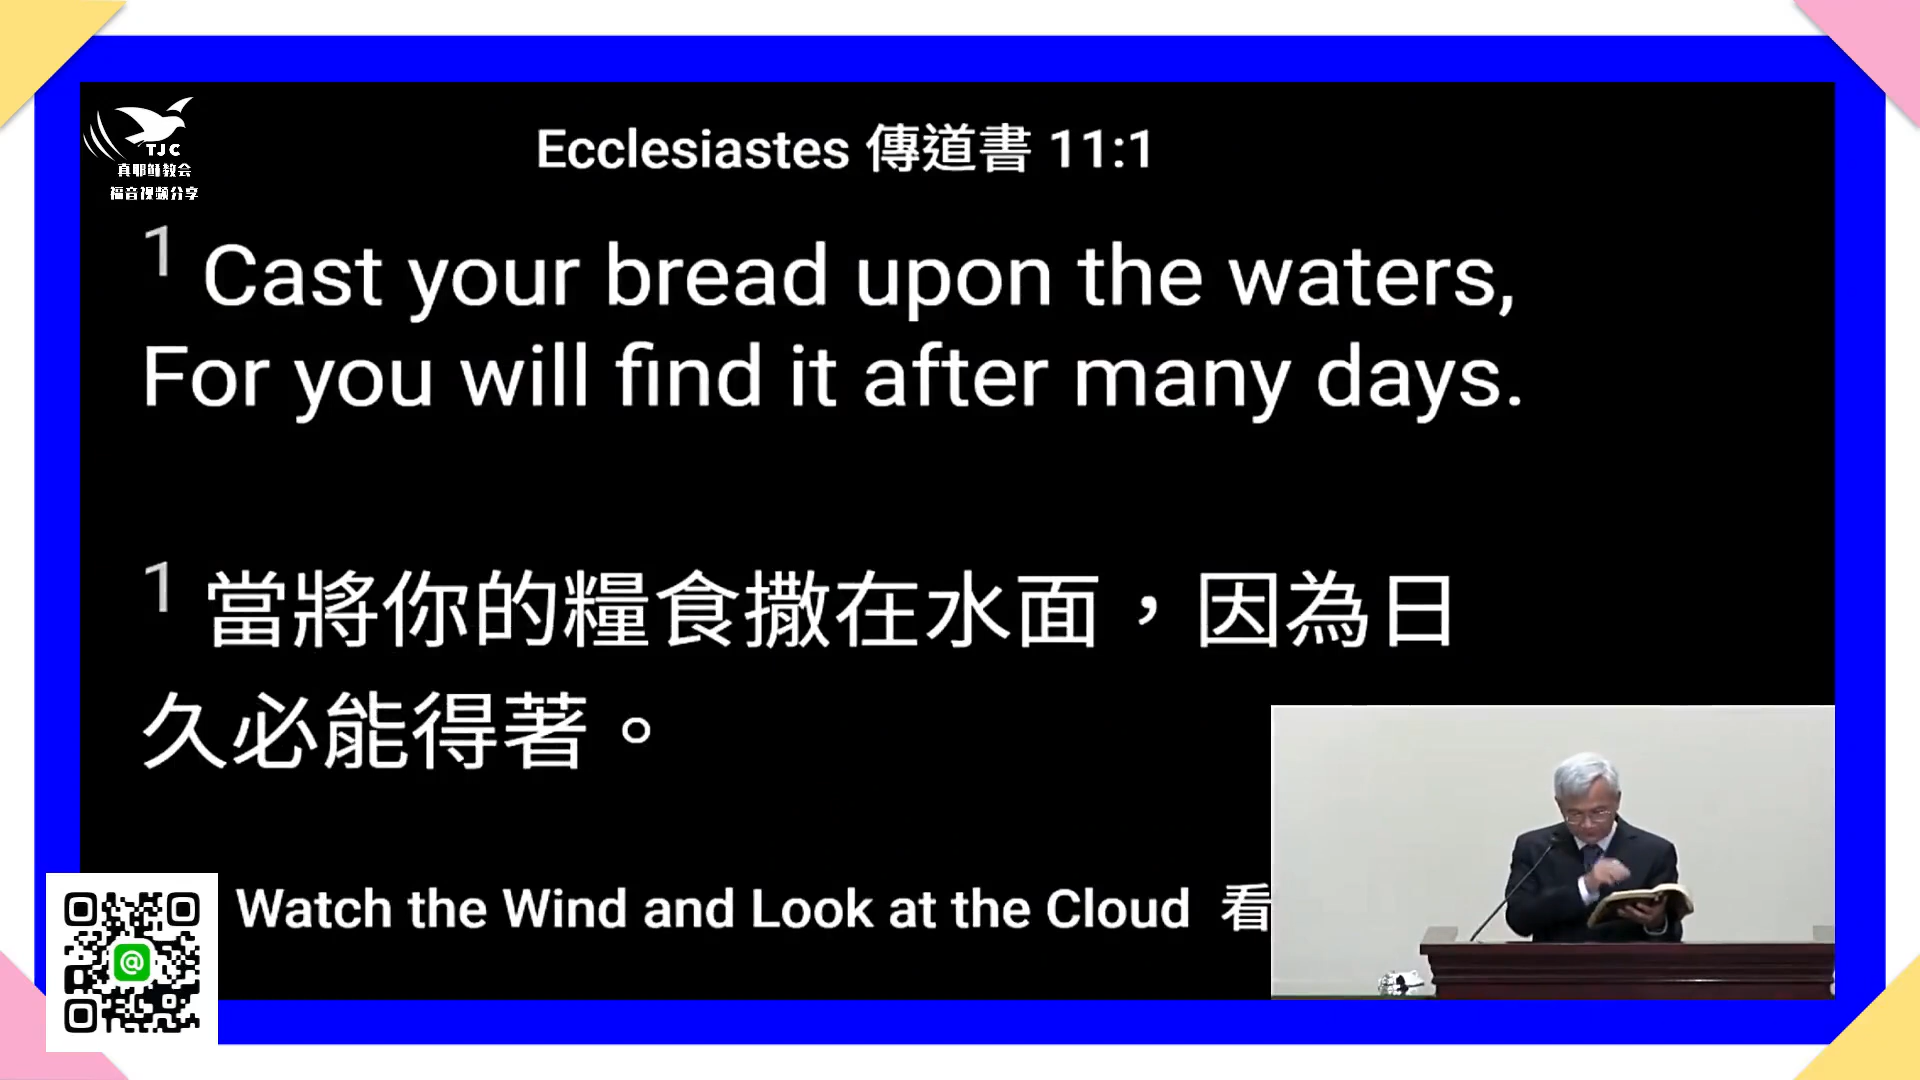 TJC
真耶穌教会
福音视频分享
Ecclesiastes 傳道書 11:1
1 Cast your bread upon the waters,
For you will find it after many days.
1 當將你的糧食撒在水面，因為日
久必能得著。
Watch the Wind and Look at the Cloud 看